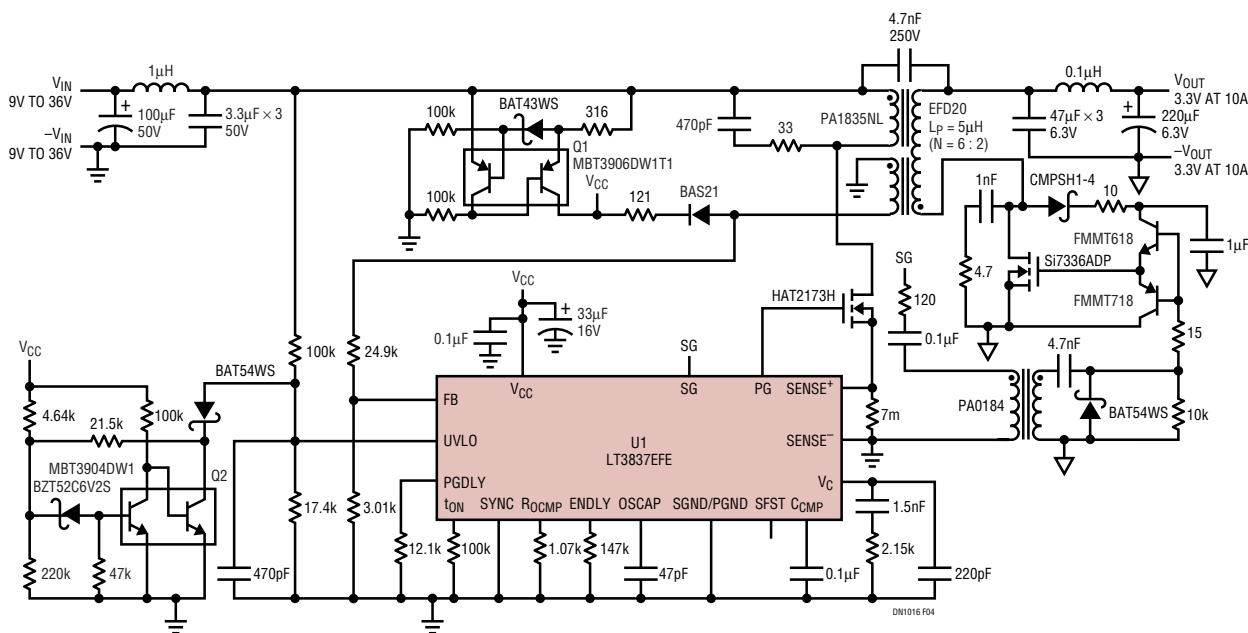 4.7nF
250V
1µH
0.1µH
VIN
9V TO 36V
VOUT
3.3V AT 10A
+
100µF
50V
3.3µF × 3
50V
–VIN
9V TO 36V
100k
BAT43WS
316
Q1
MBT3906DW1T1
VCC
100k
121
BAS21
470pF
33
PA1835NL
EFD20
LP = 5µH
(N = 6 : 2)
47µF × 3
6.3V
+
220µF
6.3V
–VOUT
3.3V AT 10A
1nF
CMPSH1-4
10
FMMT618
1µF
4.7
Si7336ADP
FMMT718
SG
120
0.1µF
HAT2173H
15
4.7nF
PA0184
BAT54WS
10k
VCC
0.1µF
+
33µF
16V
SG
24.9k
100k
VCC
BAT54WS
4.64k
21.5k
100k
MBT3904DW1
BZT52C6V2S
Q2
220k
47k
470pF
17.4k
3.01k
VCC
SG
PG
SENSE+
FB
7m
UVLO
U1
LT3837EFE
SENSE–
PGDLY
VC
tON
SYNC
ROCMP
ENDLY
OSCAP
SGND/PGND
SFST
CCMP
1.5nF
12.1k
100k
1.07k
147k
47pF
0.1µF
2.15k
220pF
DN1016 F04